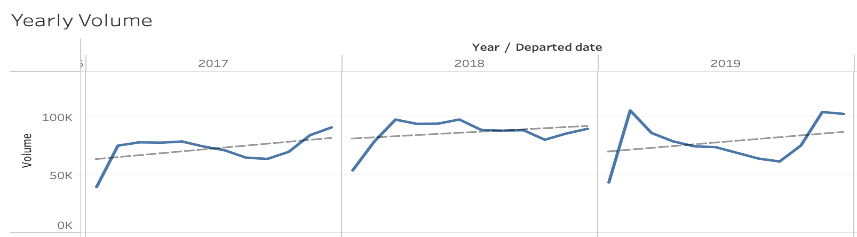 Yearly Volume
Year / Departed date
2017 2018 2019
Volume
100K
50K
0K